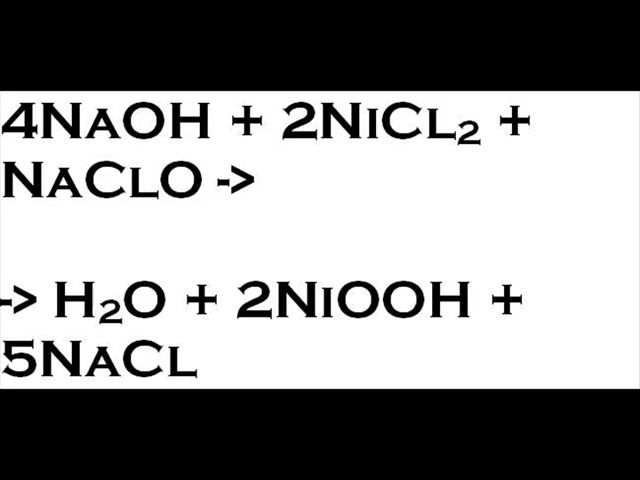 4NaOH + 2NiCl₂ +
NaClO ->
-> H₂O + 2NiOOH +
5NaCl